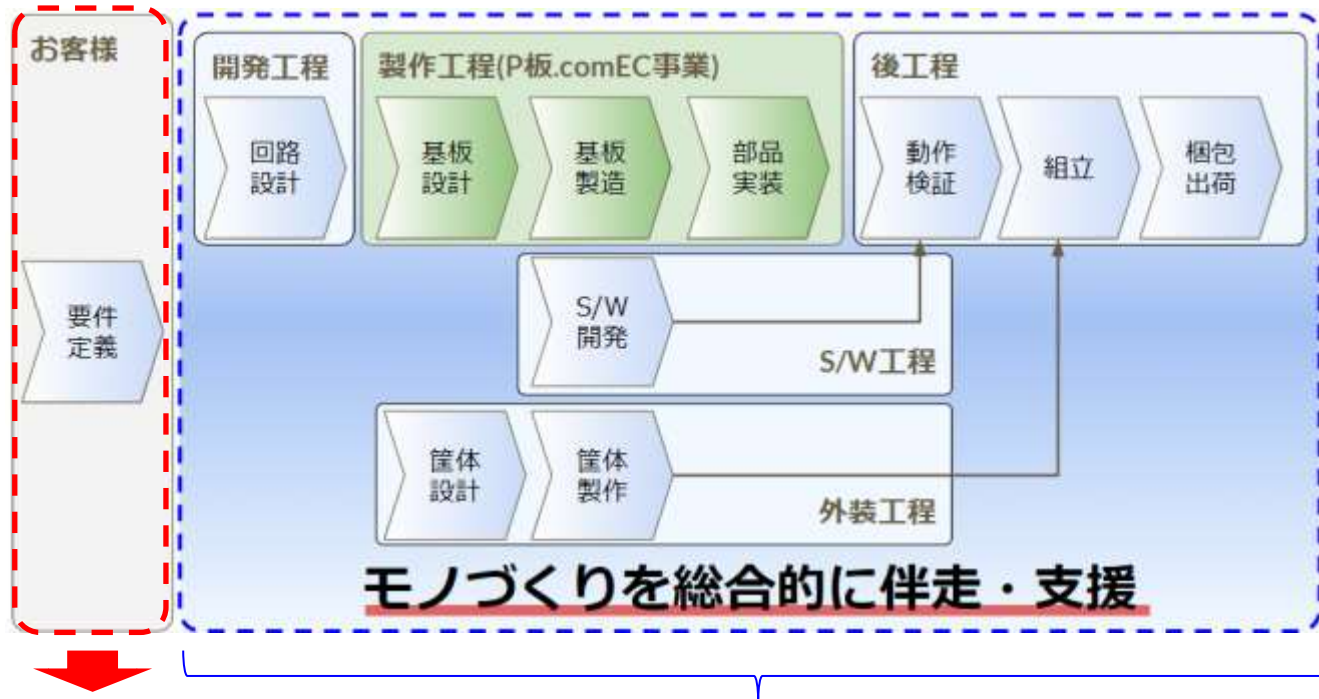 お客様
要件
定義
開発工程
回路
設計
製作工程(P板.comEC事業)
基板
設計
基板
製造
部品
実装
後工程
動作
検証
組立
梱包
出荷
S/W
開発
S/W工程
筐体
設計
筐体
製作
外装工程
モノづくりを総合的に伴走・支援